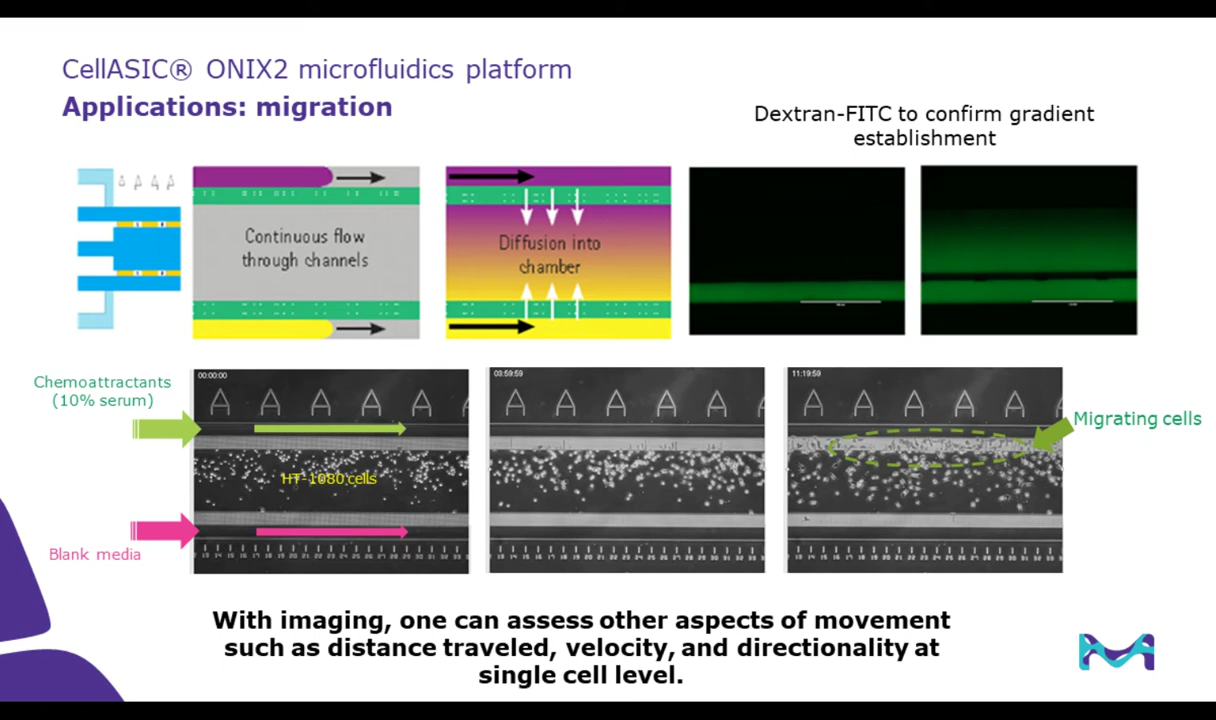 CellASIC® ONIX2 microfluidics platform
Applications: migration
Dextran-FITC to confirm gradient
establishment
Continuous flow
through channels
Diffusion into
chamber
Chemoattractants
(10% serum)
00:00:00
03:59:59
11:19:59
A A A A A
A A A A A
A A A A A
Migrating cells
HT-1080 cells
Blank media
With imaging, one can assess other aspects of movement
such as distance traveled, velocity, and directionality at
single cell level.